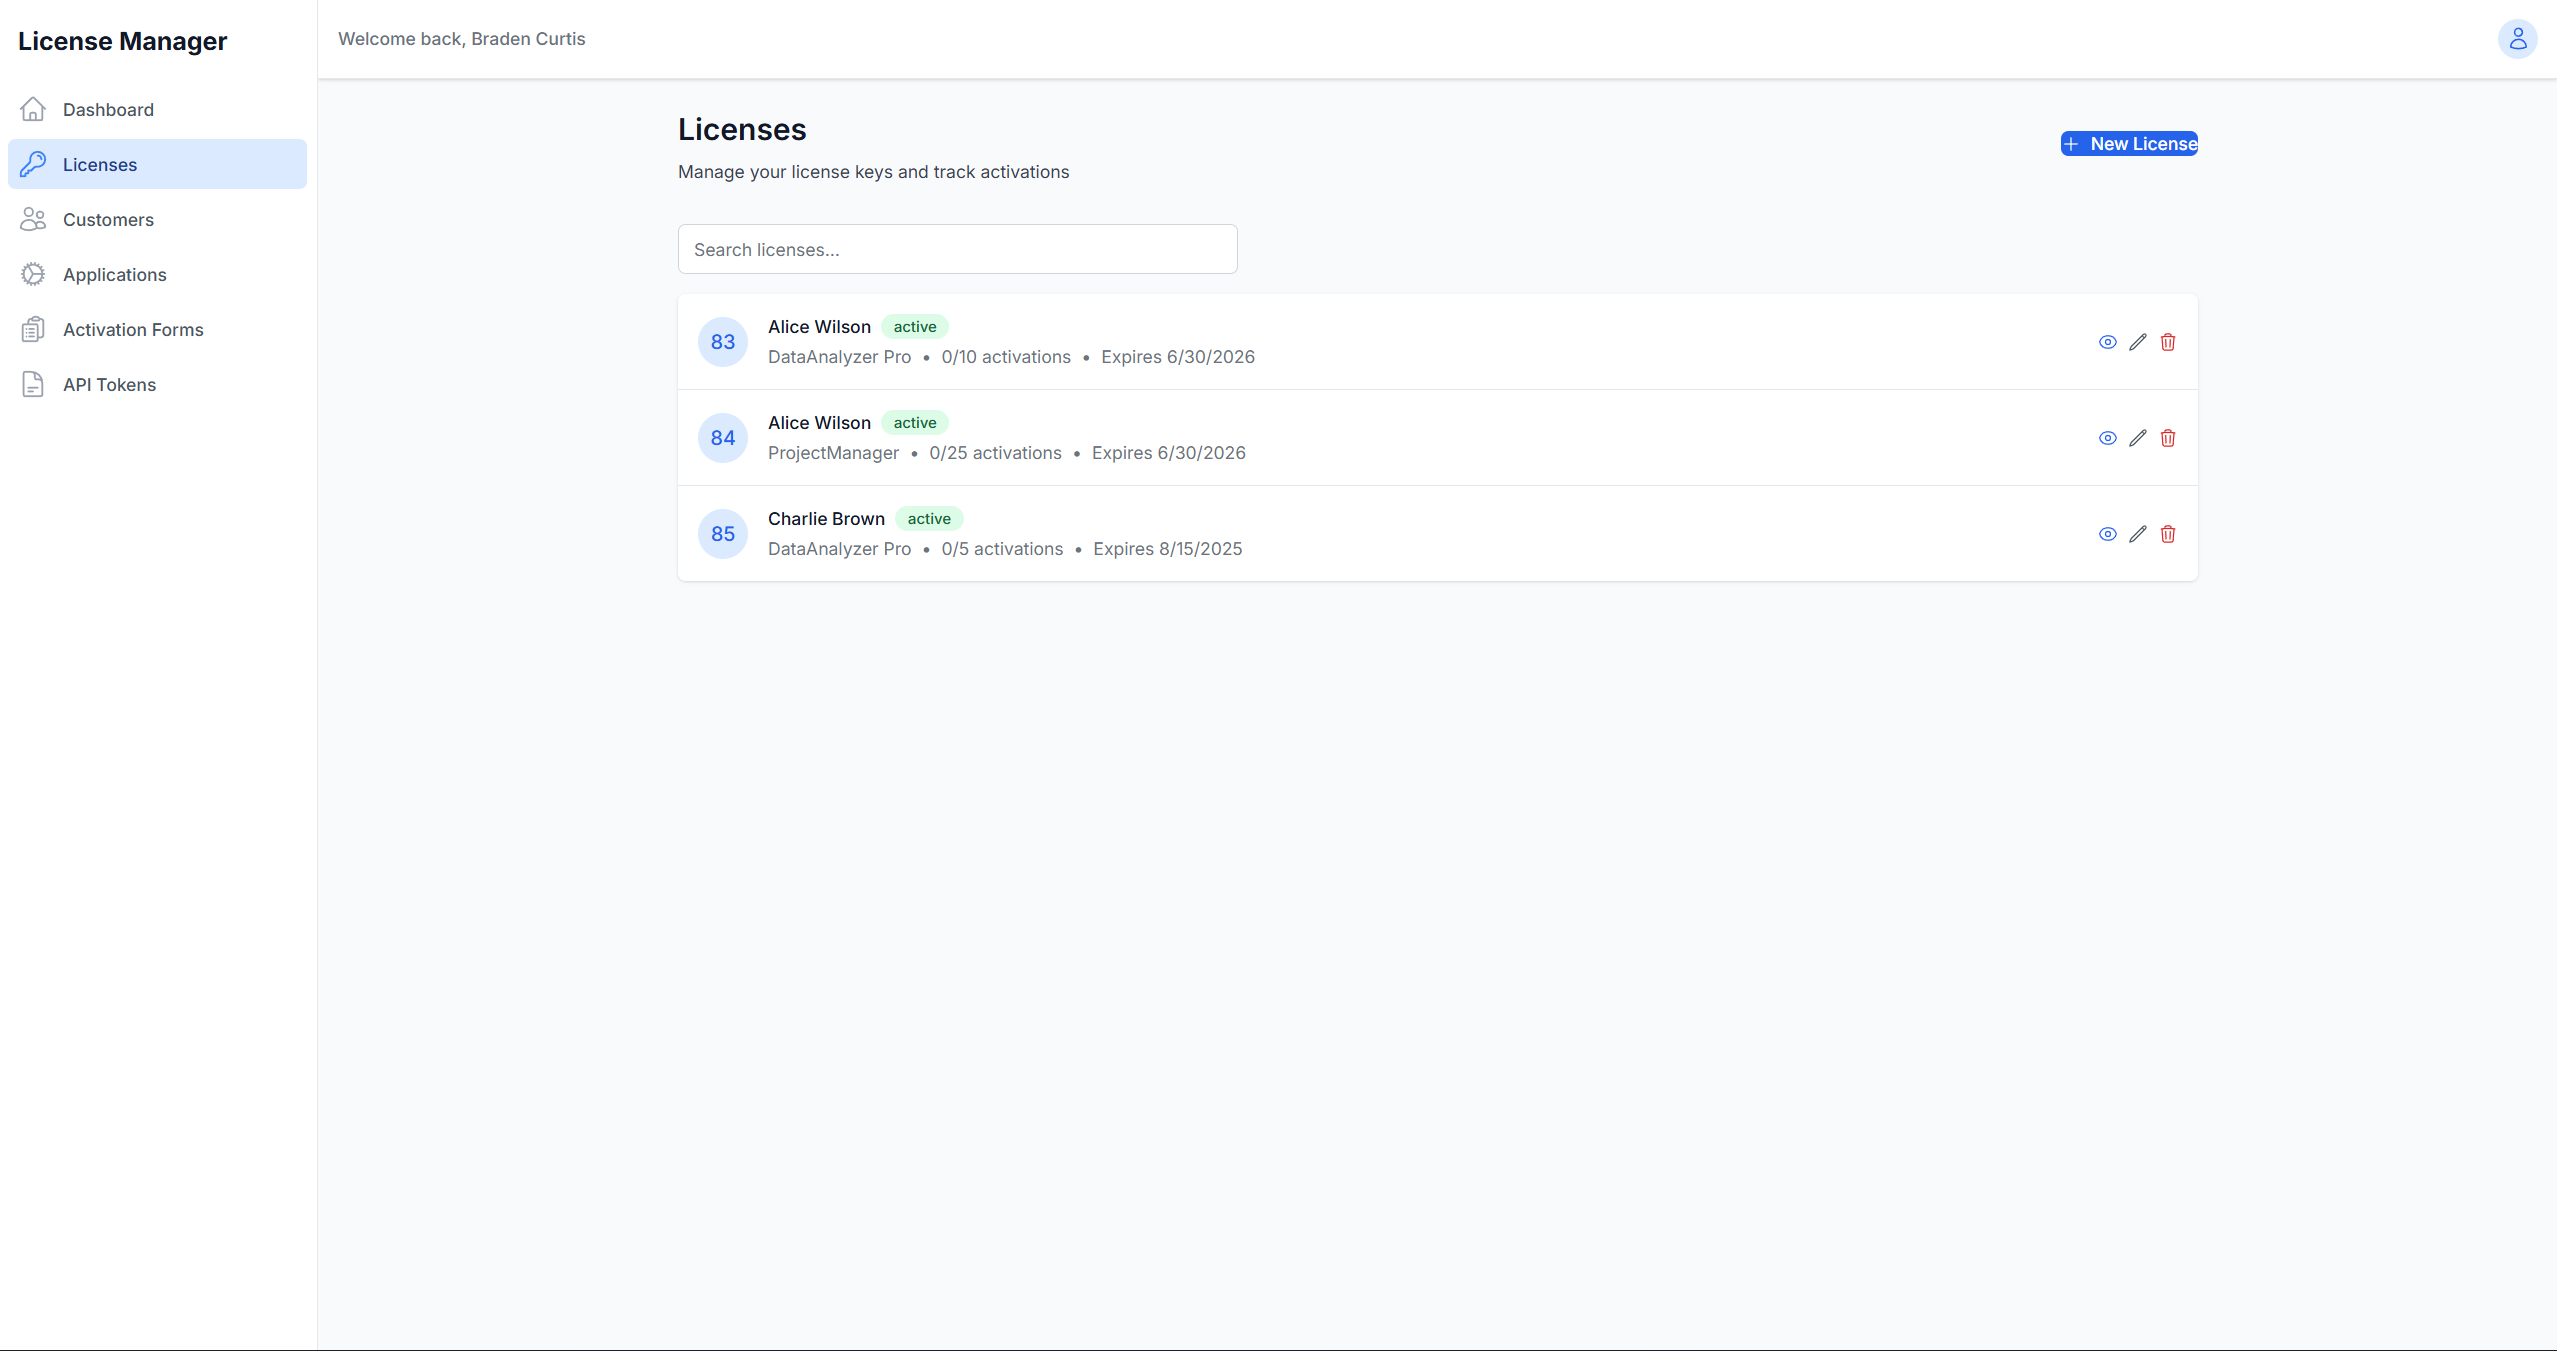 License Manager
Welcome back, Braden Curtis
Dashboard
Licenses
Customers
Applications
Activation Forms
API Tokens
Licenses
New License
Manage your license keys and track activations
Search licenses...
83
Alice Wilson active
DataAnalyzer Pro • 0/10 activations • Expires 6/30/2026
84
Alice Wilson active
ProjectManager • 0/25 activations • Expires 6/30/2026
85
Charlie Brown active
DataAnalyzer Pro • 0/5 activations • Expires 8/15/2025